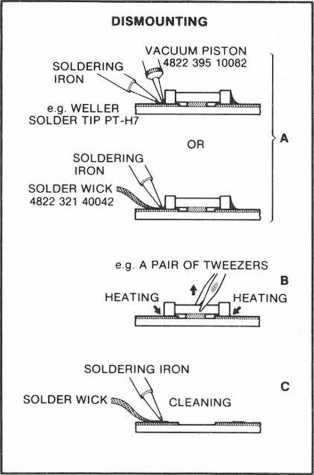 DISMOUNTING
VACUUM PISTON
4822 395 10082
SOLDERING
IRON
e.g. WELLER
SOLDER TIP PT-H7
A
OR
SOLDERING
IRON
SOLDER WICK
4822 321 40042
e.g. A PAIR OF TWEEZERS
B
HEATING HEATING
SOLDERING IRON
C
SOLDER WICK CLEANING